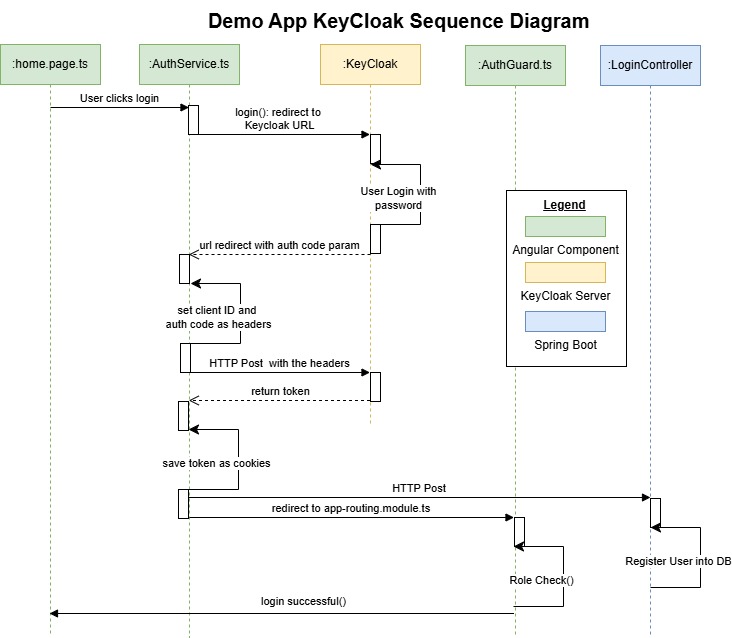 Demo App KeyCloak Sequence Diagram
:home.page.ts
:AuthService.ts
:KeyCloak
:AuthGuard.ts
:LoginController
User clicks login
login(): redirect to
Keycloak URL
User Login with
password
Legend
Angular Component
KeyCloak Server
Spring Boot
url redirect with auth code param
set client ID and
auth code as headers
HTTP Post  with the headers
return token
save token as cookies
HTTP Post
redirect to app-routing.module.ts
Register User into DB
Role Check()
login successful()